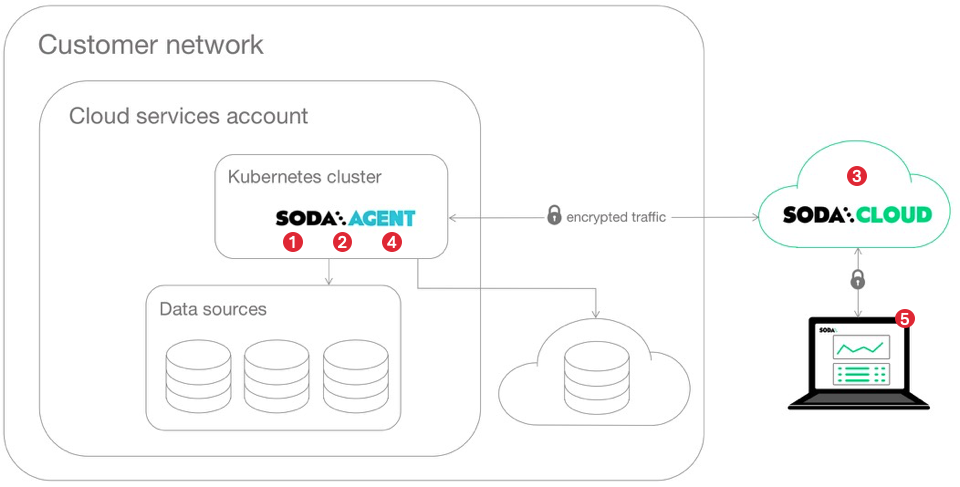 Customer network
Cloud services account
Kubernetes cluster
SODA AGENT
1 2 4
encrypted traffic
3
SODA CLOUD
Data sources
5
SODA